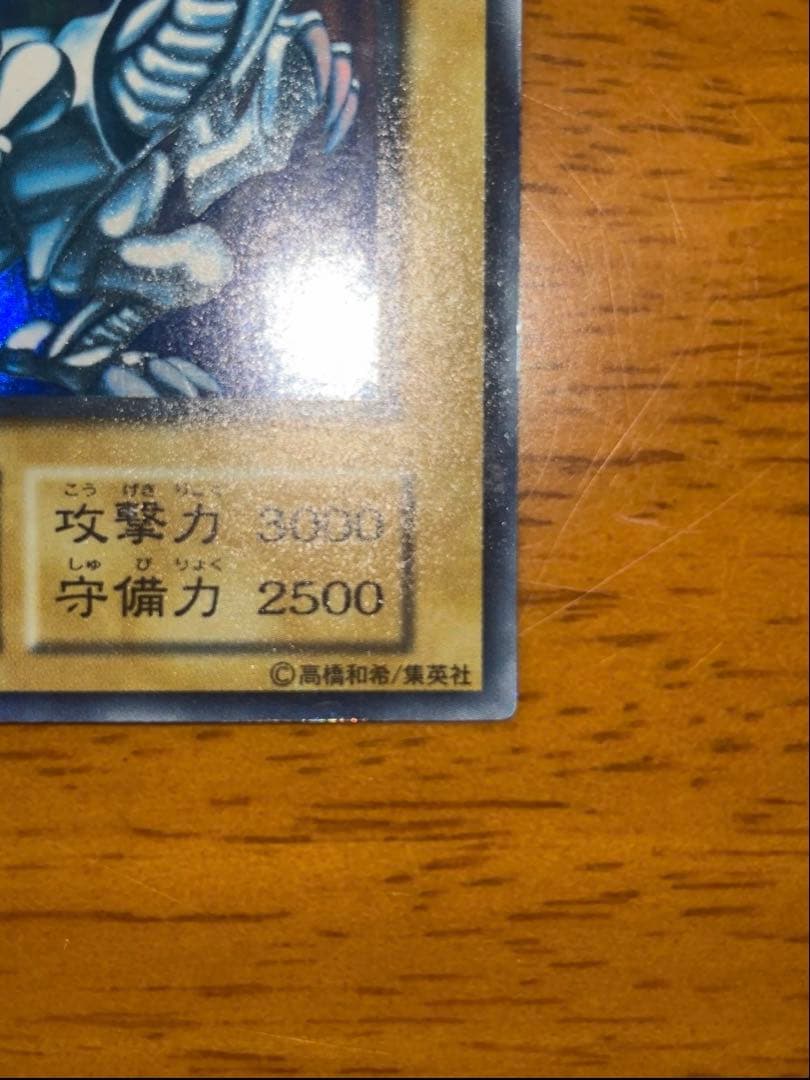 こう げき りょく
攻撃力 3000
しゅ び りょく
守備力 2500
©高橋和希/集英社